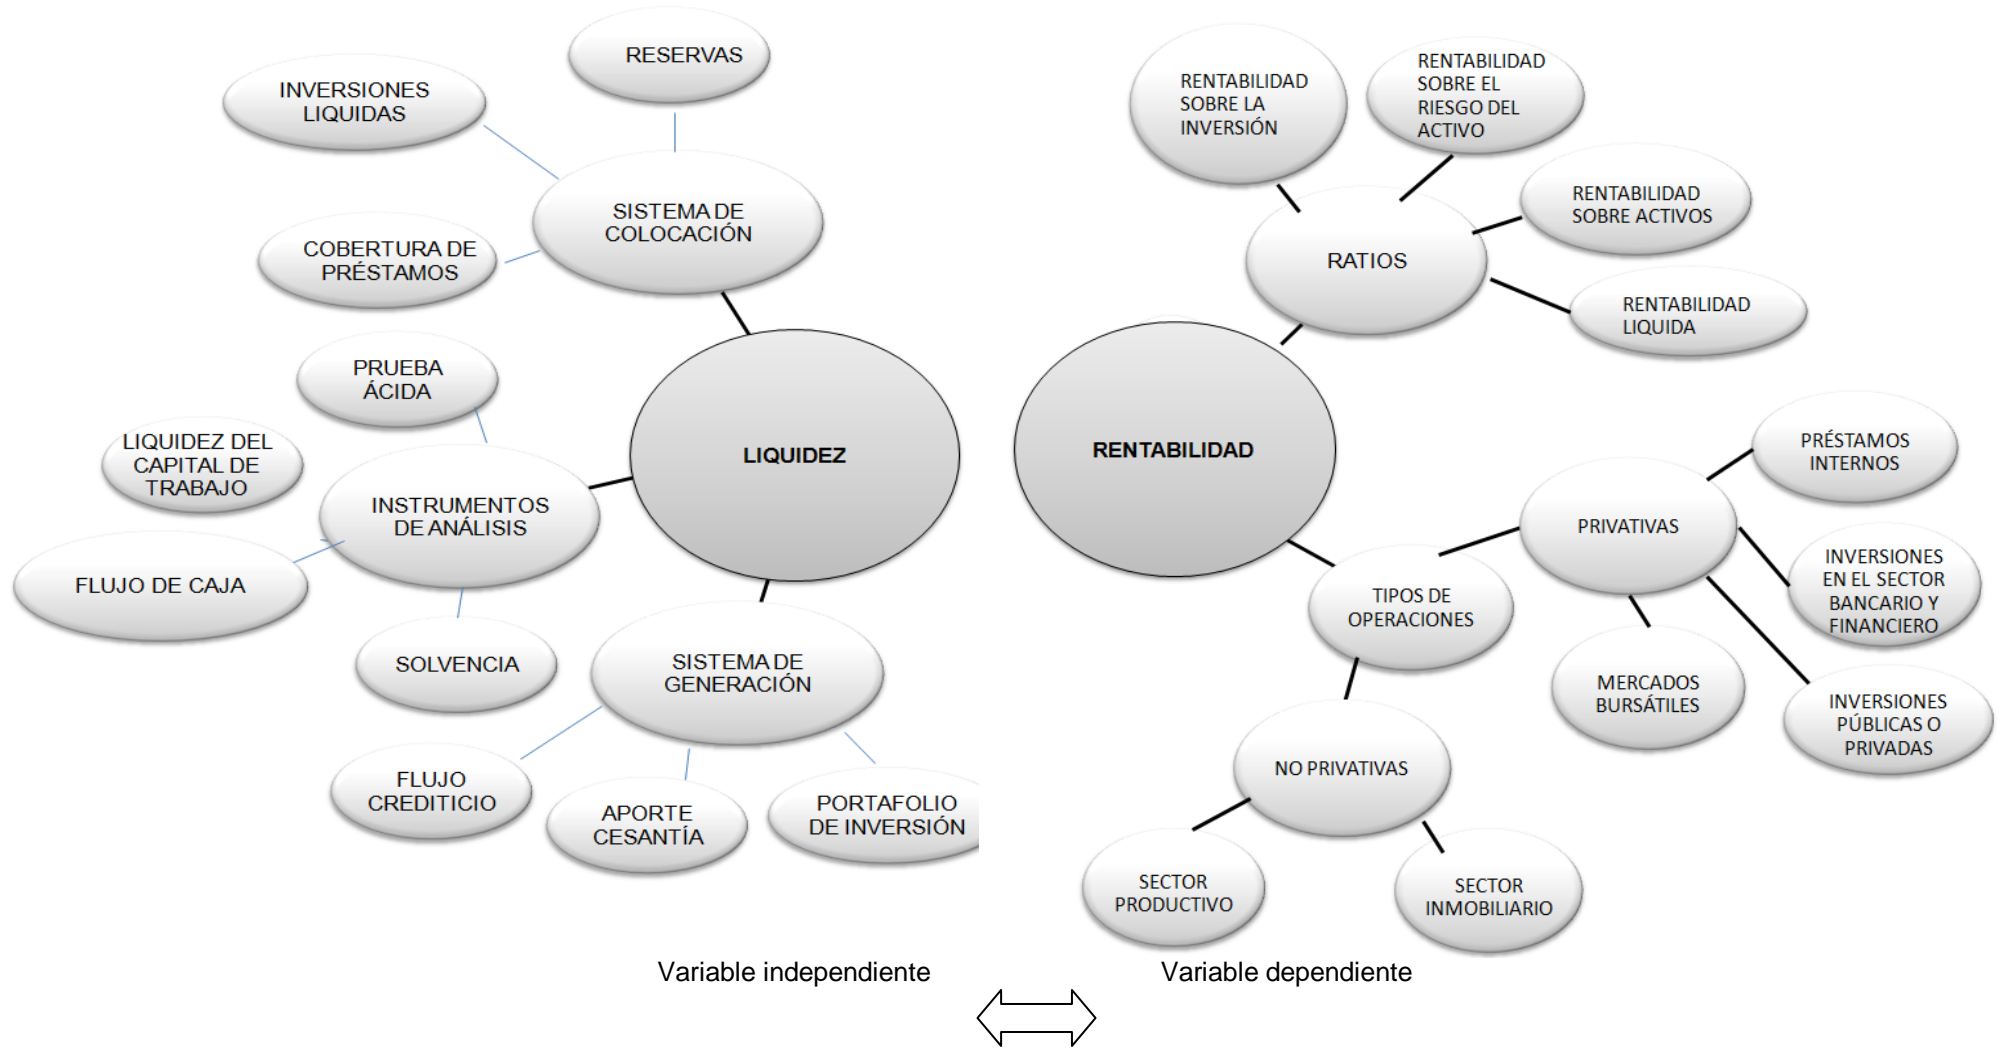 RESERVAS
INVERSIONES
LIQUIDAS
SISTEMA DE
COLOCACIÓN
COBERTURA DE
PRÉSTAMOS
PRUEBA
ÁCIDA
LIQUIDEZ DEL
CAPITAL DE
TRABAJO
INSTRUMENTOS
DE ANÁLISIS
FLUJO DE CAJA
SOLVENCIA
LIQUIDEZ
SISTEMA DE
GENERACIÓN
FLUJO
CREDITICIO
APORTE
CESANTÍA
PORTAFOLIO
DE INVERSIÓN
RENTABILIDAD
SOBRE LA
INVERSIÓN
RENTABILIDAD
SOBRE EL
RIESGO DEL
ACTIVO
RENTABILIDAD
SOBRE ACTIVOS
RATIOS
RENTABILIDAD
LIQUIDA
RENTABILIDAD
PRÉSTAMOS
INTERNOS
PRIVATIVAS
INVERSIONES
EN EL SECTOR
BANCARIO Y
FINANCIERO
TIPOS DE
OPERACIONES
MERCADOS
BURSÁTILES
INVERSIONES
PÚBLICAS O
PRIVADAS
NO PRIVATIVAS
SECTOR
PRODUCTIVO
SECTOR
INMOBILIARIO
Variable independiente
Variable dependiente